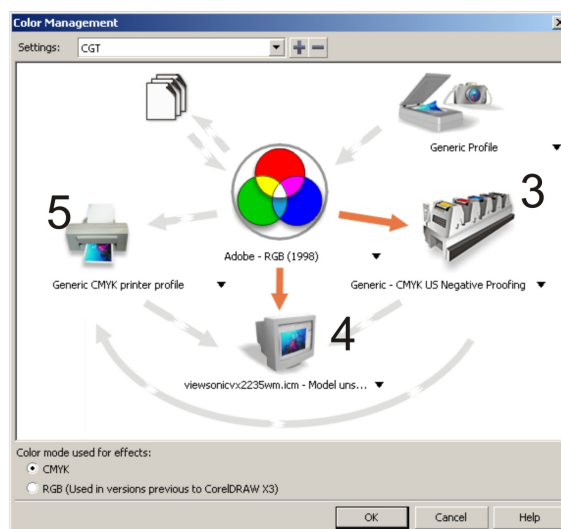 Color Management
Settings: CGT
Generic Profile
5
3
Adobe - RGB (1998)
Generic CMYK printer profile
Generic - CMYK US Negative Proofing
4
viewsonicvx2235wm.icm - Model uns...
Color mode used for effects:
CMYK
RGB (Used in versions previous to CorelDRAW X3)
OK Cancel Help